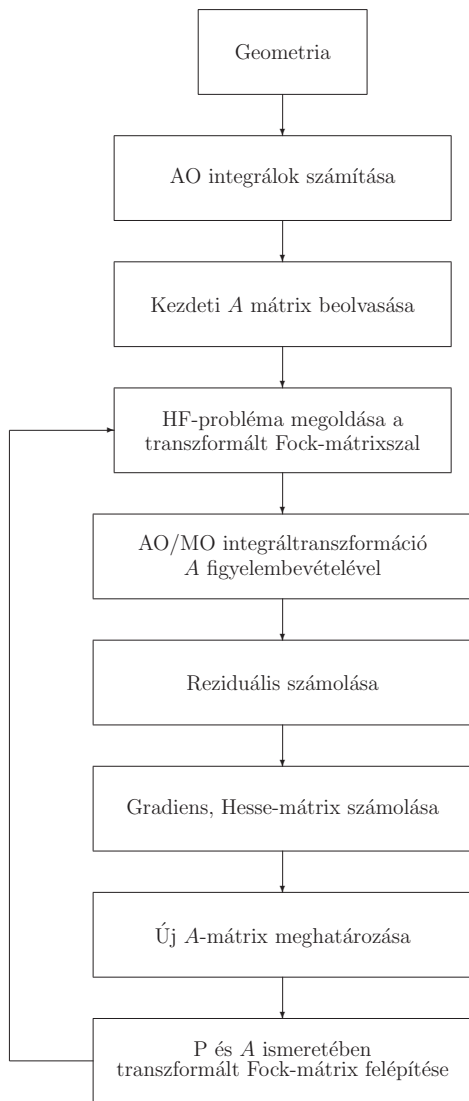 Geometria
AO integrálok számítása
Kezdeti A mátrix beolvasása
HF-probléma megoldása a
transzformált Fock-mátrixszal
AO/MO integráltranszformáció
A figyelembevételével
Reziduális számolása
Gradiens, Hesse-mátrix számolása
Új A-mátrix meghatározása
P és A ismeretében
transzformált Fock-mátrix felépítése